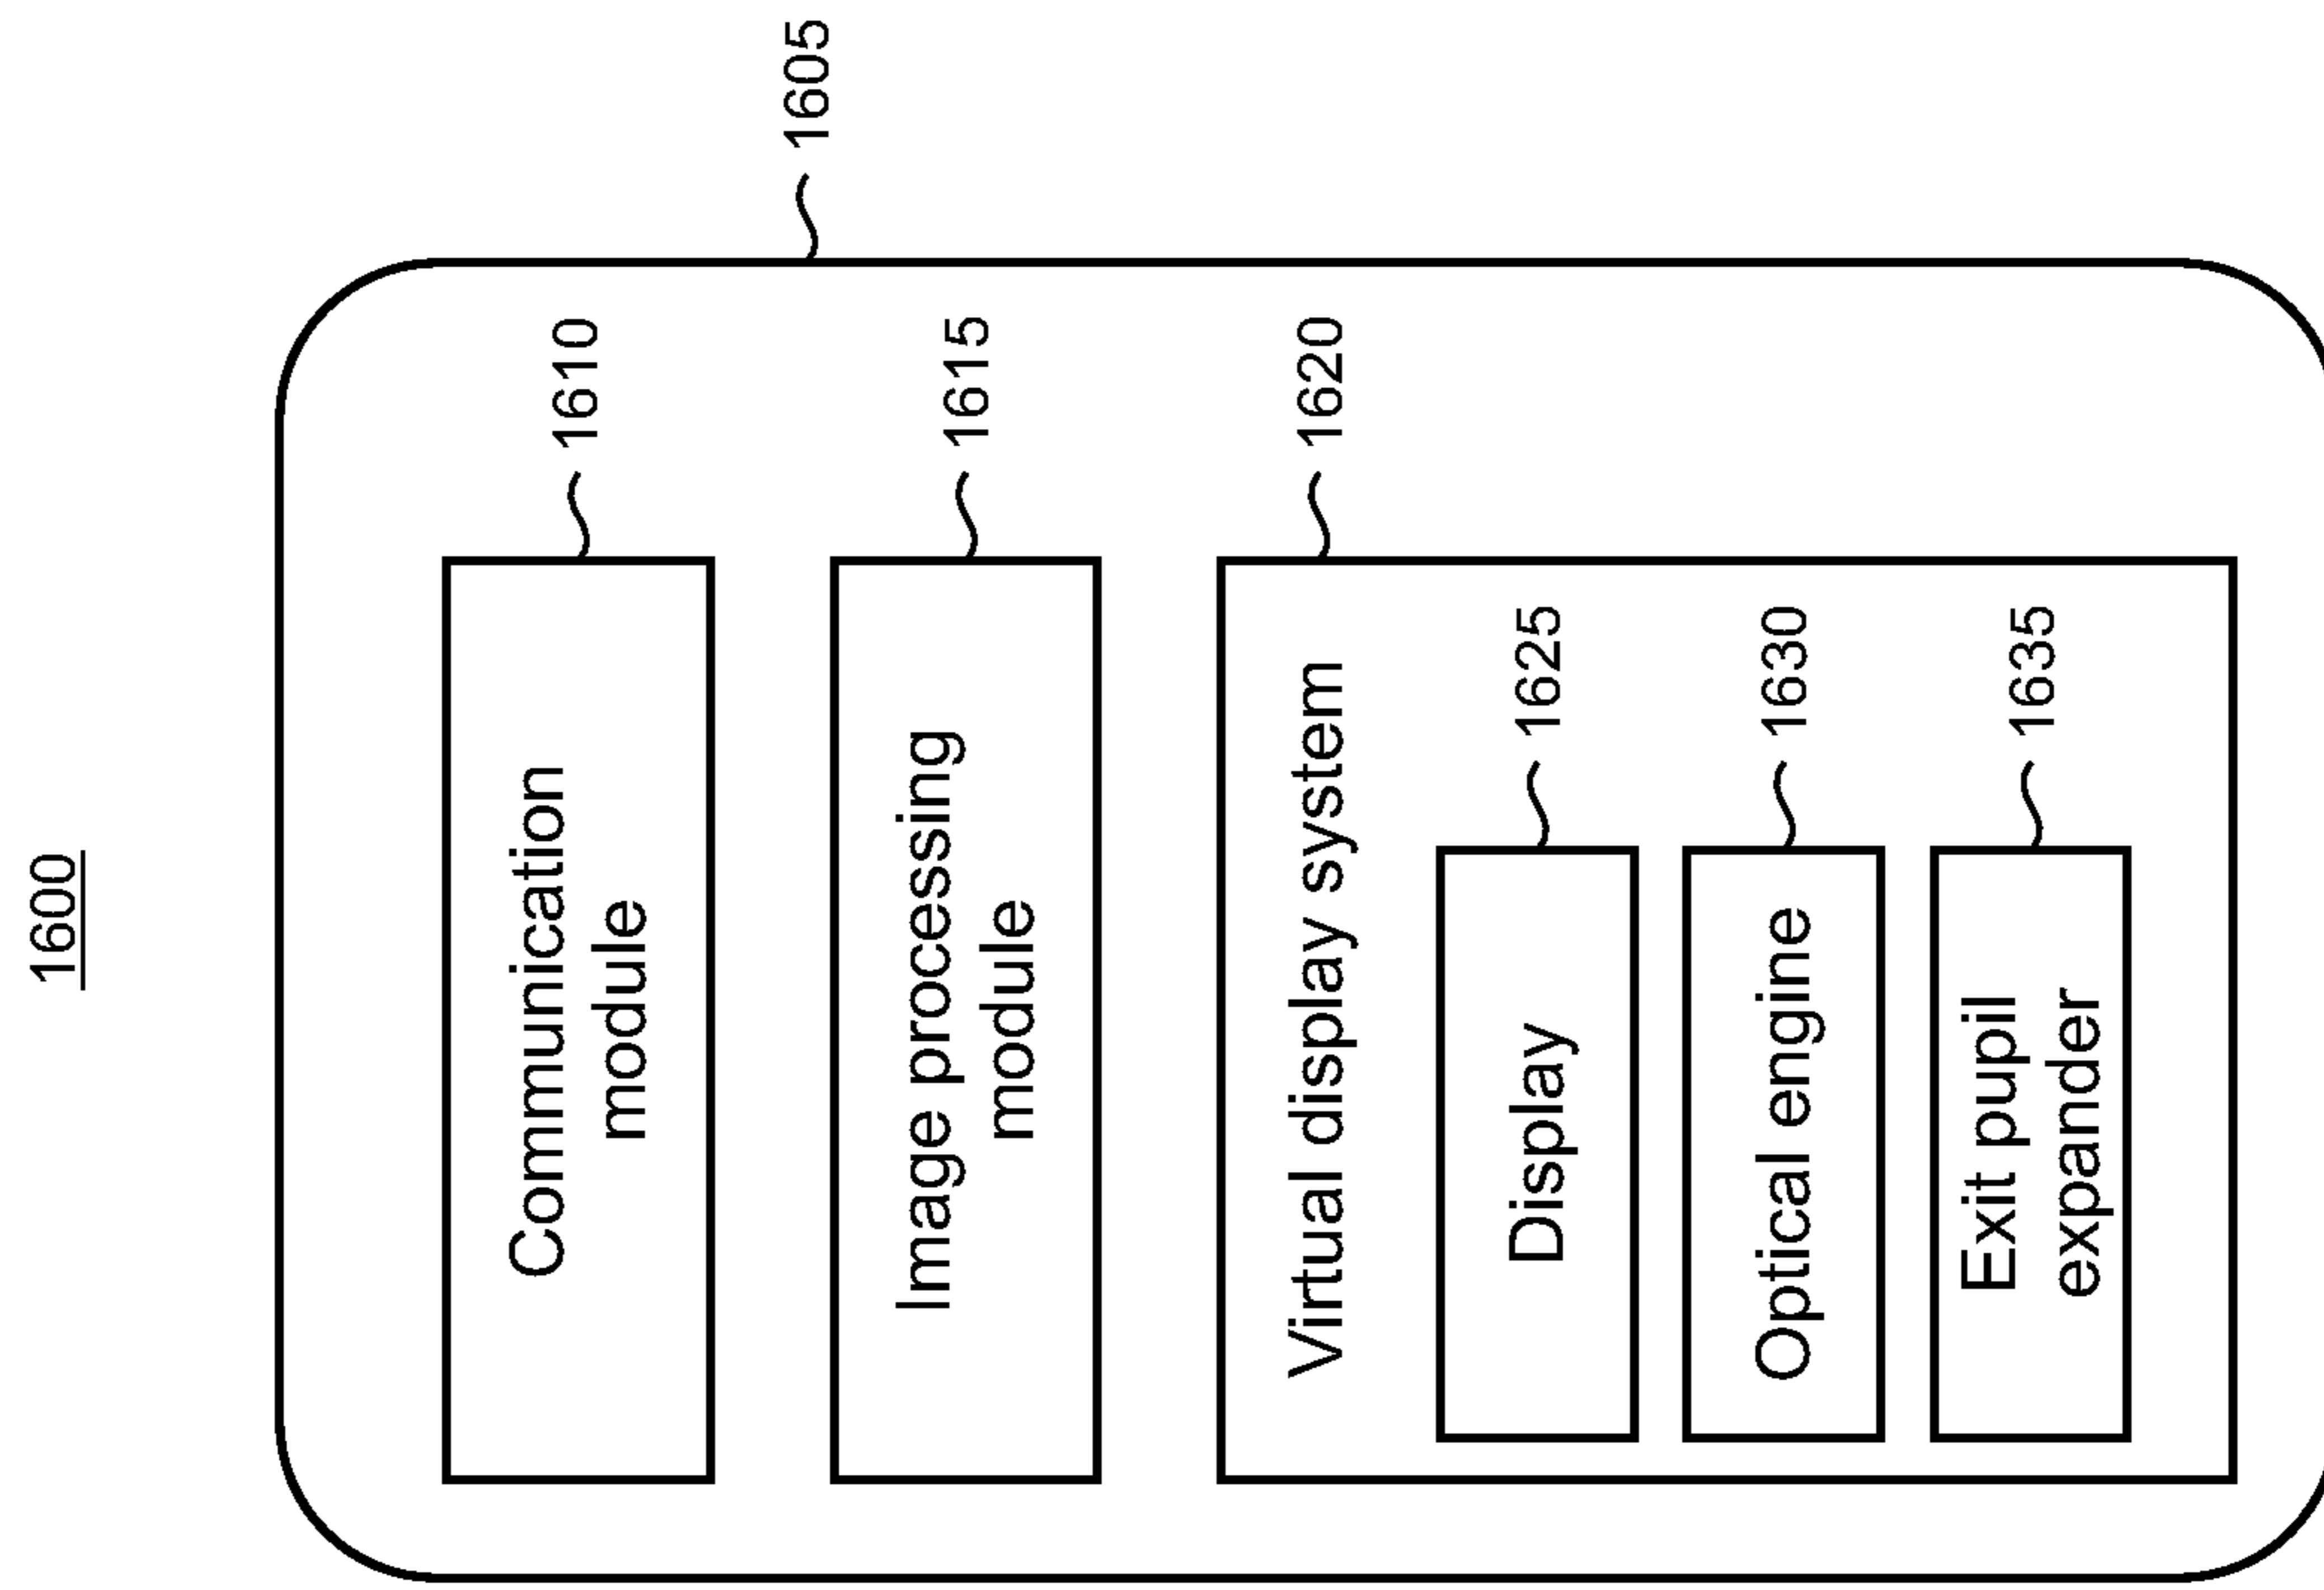 1600
1605
Communication
module
1610
Image processing
module
1615
Virtual display system
1620
Display
1625
Optical engine
1630
Exit pupil
expander
1635